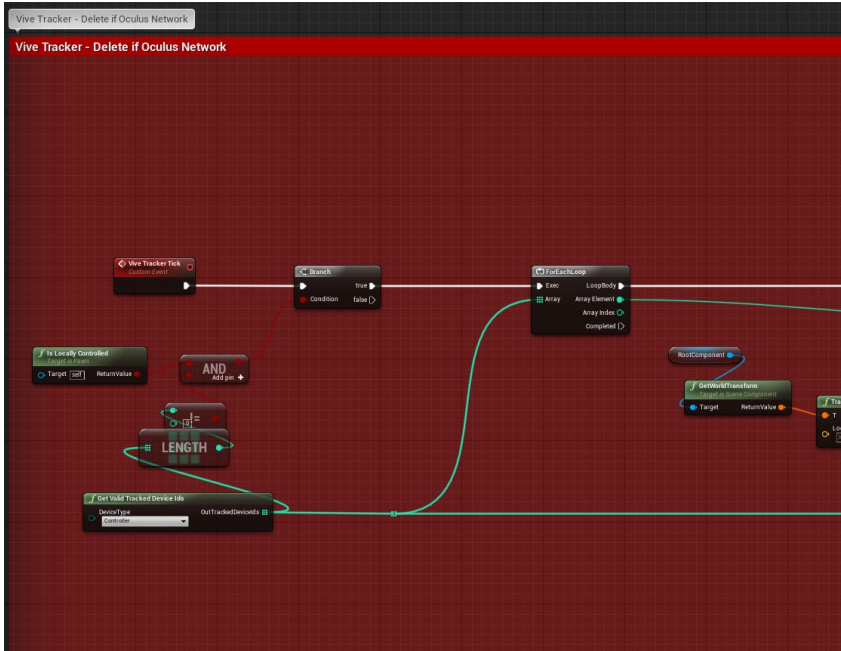 Vive Tracker - Delete if Oculus Network
Vive Tracker - Delete if Oculus Network
Vive Tracker Tick
Custom Event
Branch
true
Condition
false
ForEachLoop
Exec
LoopBody
Array
Array Element
Array Index
Completed
Is Locally Controlled
Target is Pawn
Target self
ReturnValue
AND
Add pin +
!=
0
LENGTH
RootComponent
GetWorldTransform
Target is Scene Component
Target
ReturnValue
T
Get Valid Tracked Device Ids
DeviceType
Controller
OutTrackedDeviceIds